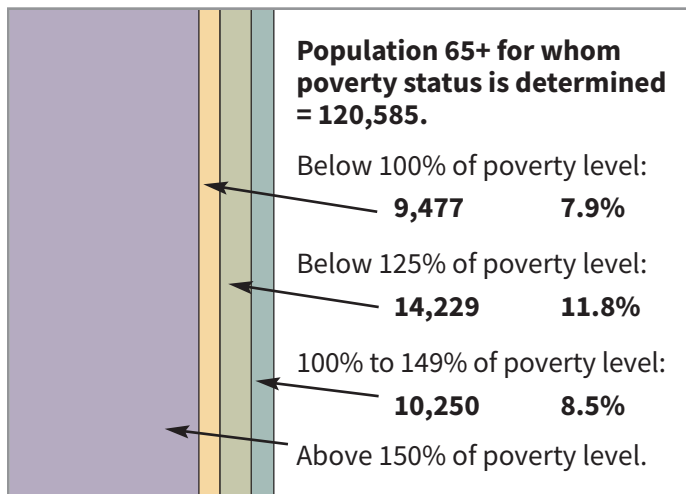 Population 65+ for whom
poverty status is determined
= 120,585.
Below 100% of poverty level:
9,477 7.9%
Below 125% of poverty level:
14,229 11.8%
100% to 149% of poverty level:
10,250 8.5%
Above 150% of poverty level.